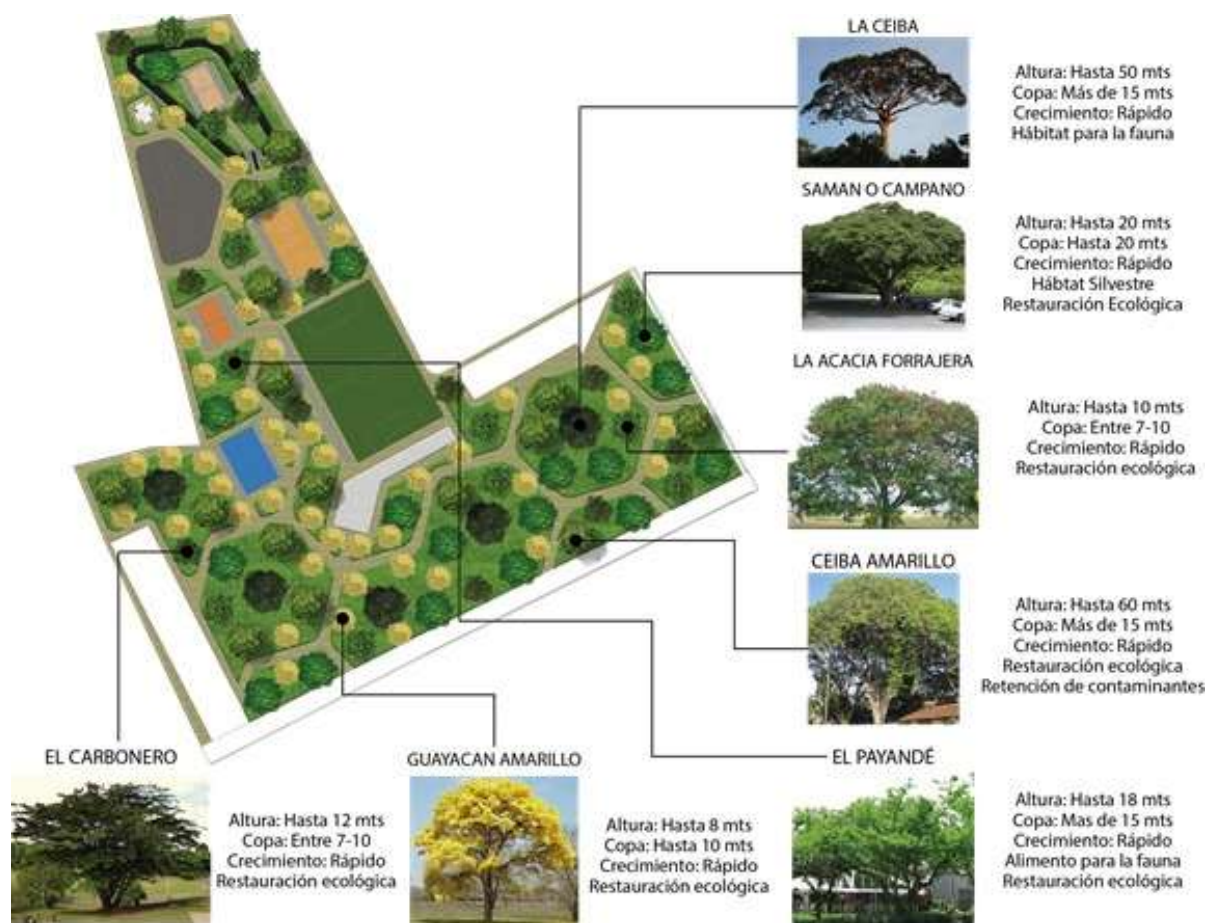 LA CEIBA
Altura: Hasta 50 mts
Copa: Más de 15 mts
Crecimiento: Rápido
Hábitat para la fauna
SAMAN O CAMPANO
Altura: Hasta 20 mts
Copa: Hasta 20 mts
Crecimiento: Rápido
Hábtat Silvestre
Restauración Ecológica
LA ACACIA FORRAJERA
Altura: Hasta 10 mts
Copa: Entre 7-10
Crecimiento: Rápido
Restauración ecológica
CEIBA AMARILLO
Altura: Hasta 60 mts
Copa: Más de 15 mts
Crecimiento: Rápido
Restauración ecológica
Retención de contaminantes
EL CARBONERO
Altura: Hasta 12 mts
Copa: Entre 7-10
Crecimiento: Rápido
Restauración ecológica
GUAYACAN AMARILLO
Altura: Hasta 8 mts
Copa: Hasta 10 mts
Crecimiento: Rápido
Restauración ecológica
EL PAYANDÉ
Altura: Hasta 18 mts
Copa: Mas de 15 mts
Crecimiento: Rápido
Alimento para la fauna
Restauración ecológica